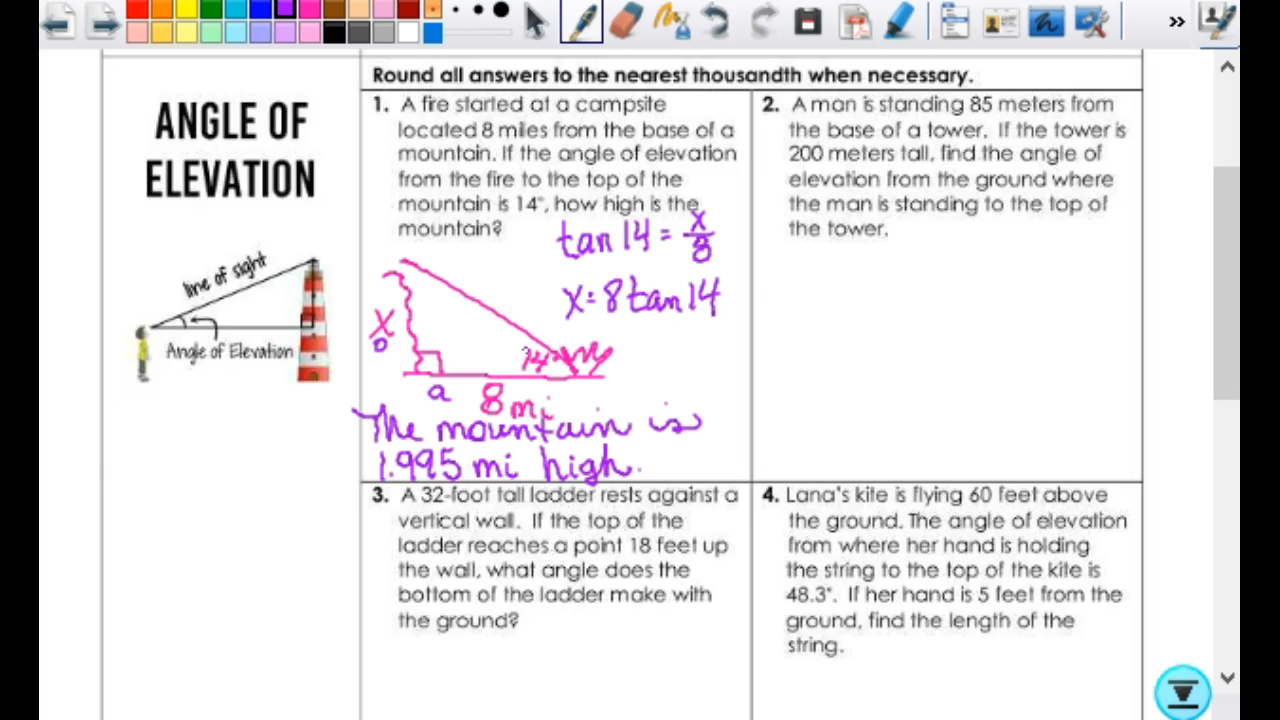 »
Round all answers to the nearest thousandth when necessary.
ANGLE OF
ELEVATION
line of sight
Angle of Elevation
1. A fire started at a campsite
located 8 miles from the base of a
mountain. If the angle of elevation
from the fire to the top of the
mountain is 14°, how high is the
mountain?
tan 14 = x/8
x = 8 tan 14
x
o
14
a
8 mi
The mountain is
1.995 mi high.
2. A man is standing 85 meters from
the base of a tower. If the tower is
200 meters tall, find the angle of
elevation from the ground where
the man is standing to the top of
the tower.
3. A 32-foot tall ladder rests against a
vertical wall. If the top of the
ladder reaches a point 18 feet up
the wall, what angle does the
bottom of the ladder make with
the ground?
4. Lana's kite is flying 60 feet above
the ground. The angle of elevation
from where her hand is holding
the string to the top of the kite is
48.3°. If her hand is 5 feet from the
ground, find the length of the
string.